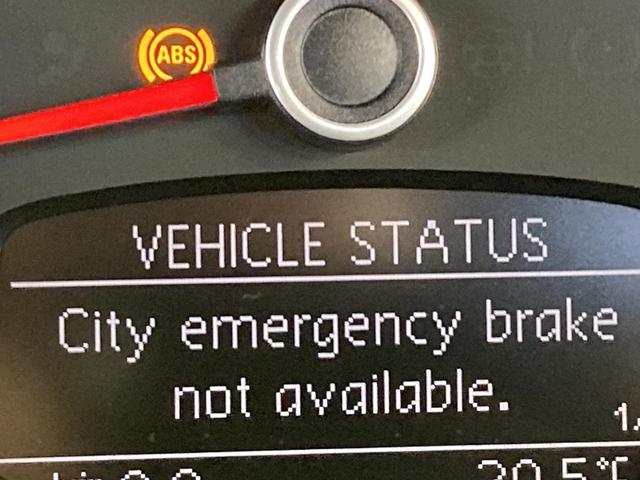 ABS
VEHICLE STATUS
City emergency brake
not available.